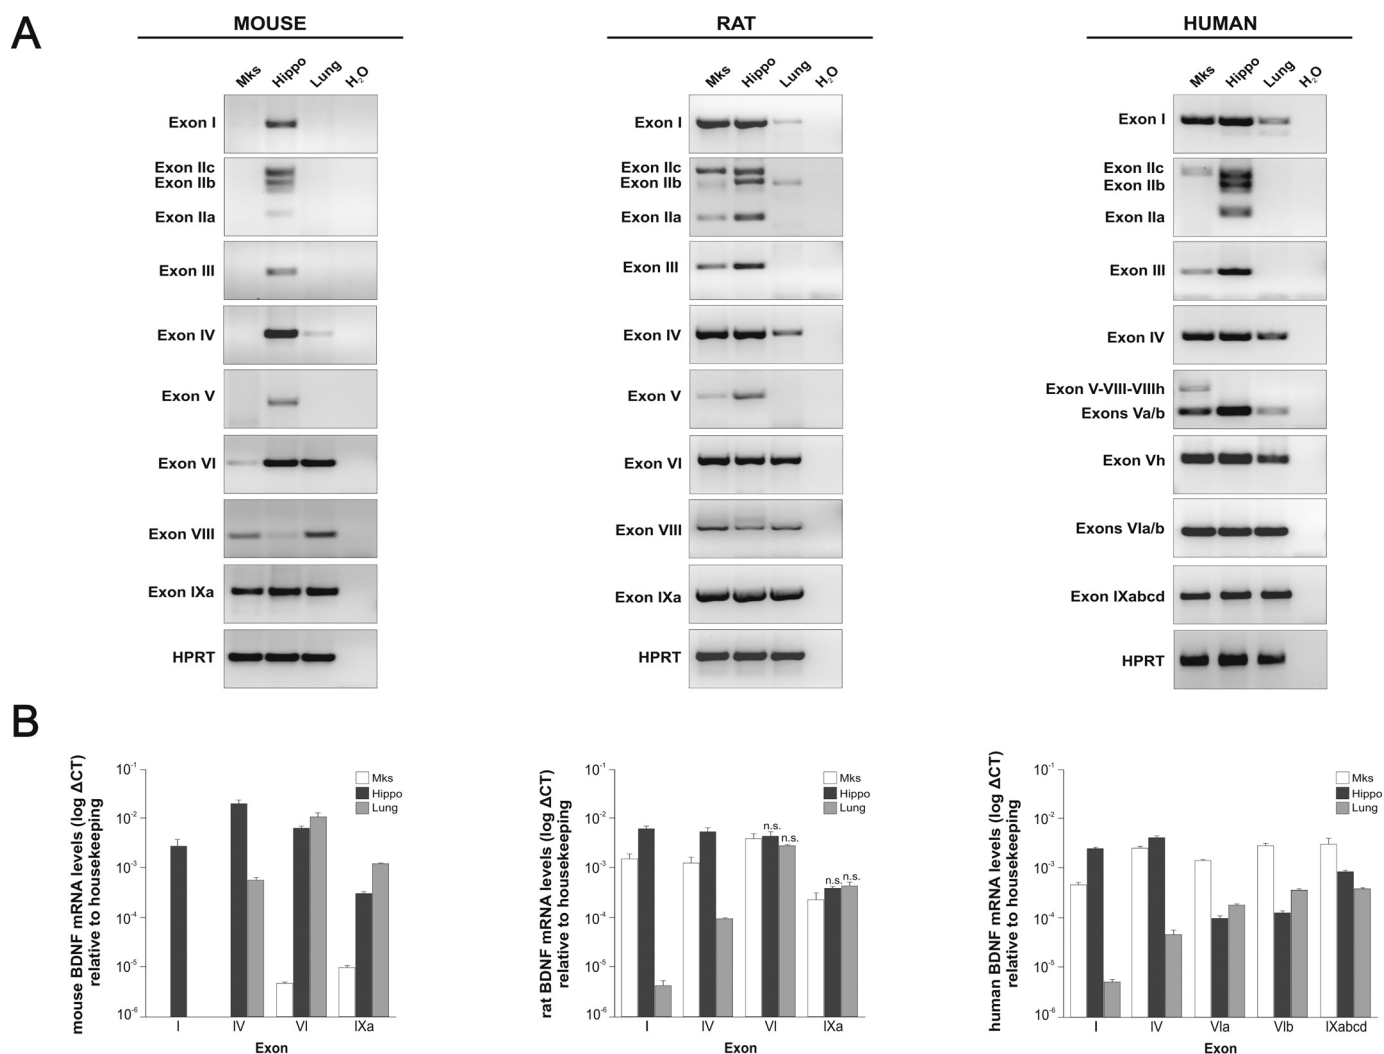 A
MOUSE
RAT
HUMAN
Mks Hippo Lung H2O
Mks Hippo Lung H2O
Mks Hippo Lung H2O
Exon I
Exon IIc
Exon IIb
Exon IIa
Exon III
Exon IV
Exon V
Exon VI
Exon VIII
Exon IXa
HPRT
Exon I
Exon IIc
Exon IIb
Exon IIa
Exon III
Exon IV
Exon V
Exon VI
Exon VIII
Exon IXa
HPRT
Exon I
Exon IIc
Exon IIb
Exon IIa
Exon III
Exon IV
Exon V-VIII-VIIIh
Exons Va/b
Exon Vh
Exons VIa/b
Exon IXabcd
HPRT
B
mouse BDNF mRNA levels (log ΔCT)
relative to housekeeping
10-1
10-2
10-3
10-4
10-5
10-6
Mks
Hippo
Lung
I IV VI IXa
Exon
rat BDNF mRNA levels (log ΔCT)
relative to housekeeping
10-1
10-2
10-3
10-4
10-5
10-6
Mks
Hippo
Lung
n.s.
n.s.
n.s. n.s.
I IV VI IXa
Exon
human BDNF mRNA levels (log ΔCT)
relative to housekeeping
10-1
10-2
10-3
10-4
10-5
10-6
Mks
Hippo
Lung
I IV VIa VIb IXabcd
Exon